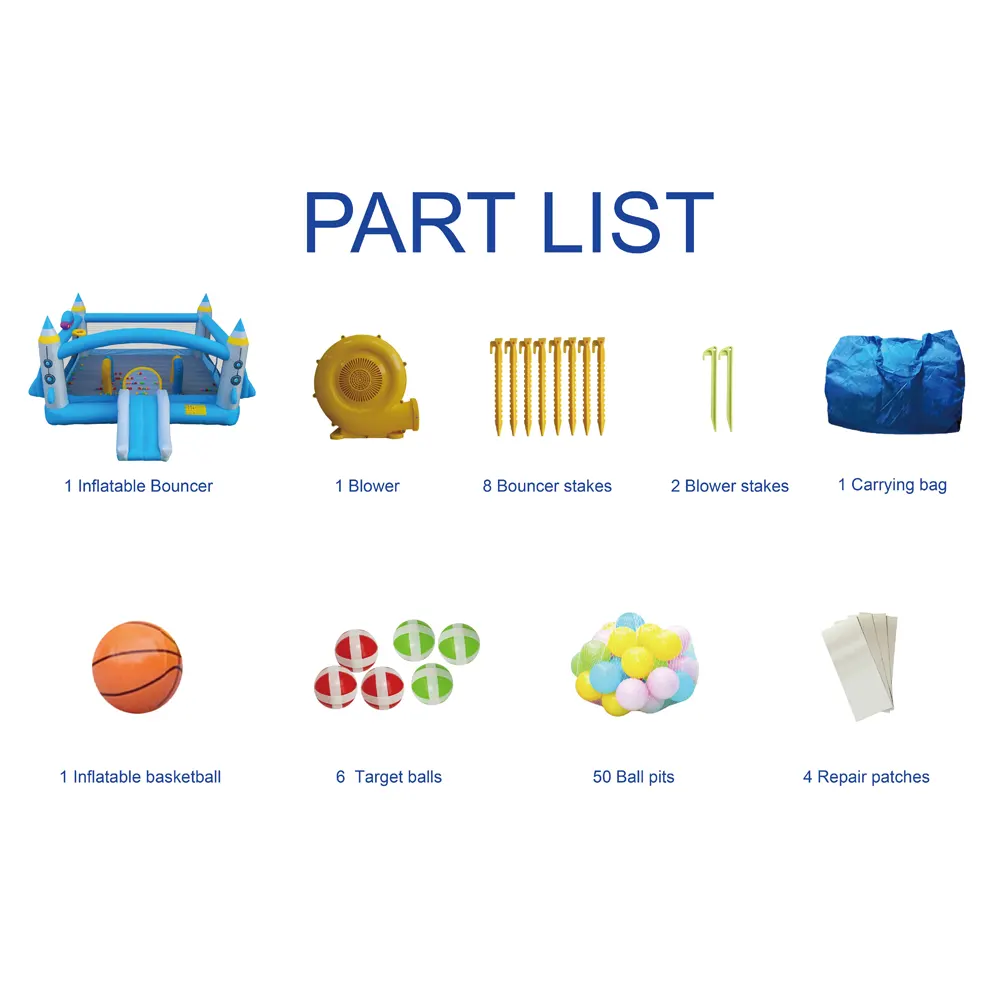 PART LIST
1 Inflatable Bouncer
1 Blower
8 Bouncer stakes
2 Blower stakes
1 Carrying bag
1 Inflatable basketball
6 Target balls
50 Ball pits
4 Repair patches